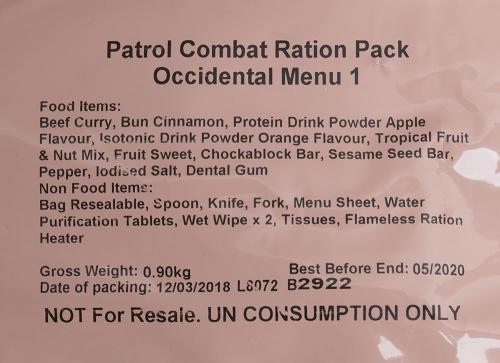 Patrol Combat Ration Pack
Occidental Menu 1
Food Items:
Beef Curry, Bun Cinnamon, Protein Drink Powder Apple
Flavour, Isotonic Drink Powder Orange Flavour, Tropical Fruit
& Nut Mix, Fruit Sweet, Chockablock Bar, Sesame Seed Bar,
Pepper, Iodised Salt, Dental Gum
Non Food Items:
Bag Resealable, Spoon, Knife, Fork, Menu Sheet, Water
Purification Tablets, Wet Wipe x 2, Tissues, Flameless Ration
Heater
Gross Weight: 0.90kg Best Before End: 05/2020
Date of packing: 12/03/2018 L8072 B2922
NOT For Resale. UN CONSUMPTION ONLY